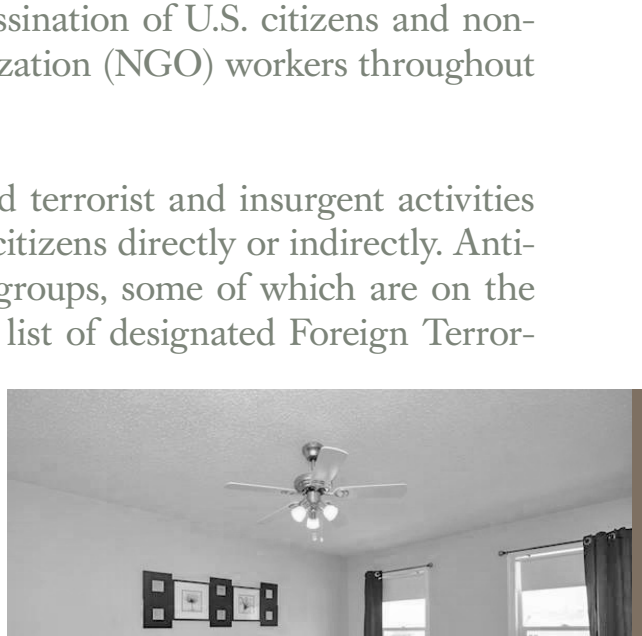 ssination of U.S. citizens and non-
zation (NGO) workers throughout
d terrorist and insurgent activities
citizens directly or indirectly. Anti-
groups, some of which are on the
list of designated Foreign Terror-